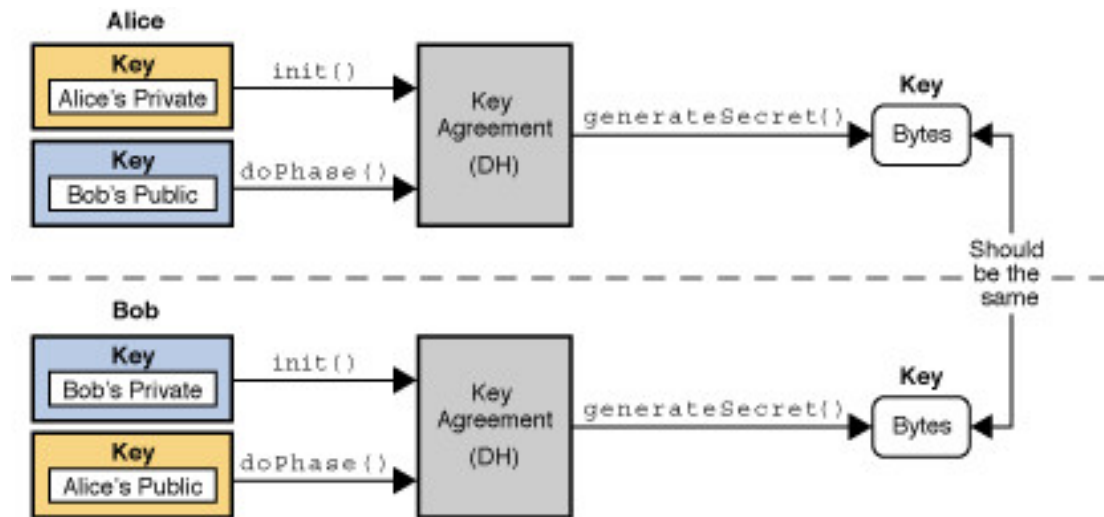 Alice
Key
Alice's Private
init()
Key
Bob's Public
doPhase()
Key
Agreement
(DH)
generateSecret()
Key
Bytes
Should
be the
same
Bob
Key
Bob's Private
init()
Key
Alice's Public
doPhase()
Key
Agreement
(DH)
generateSecret()
Key
Bytes